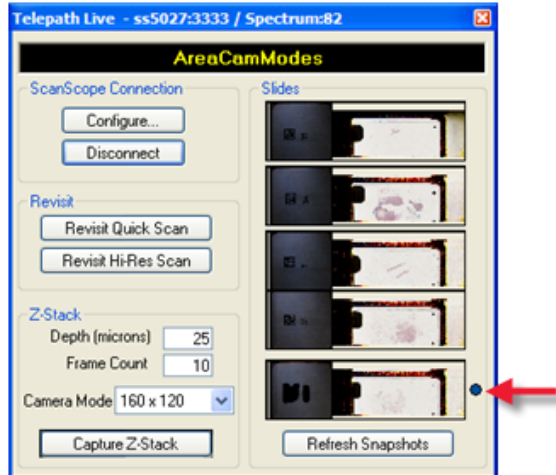 Telepath Live - ss5027:3333 / Spectrum:82
AreaCamModes
ScanScope Connection
Configure...
Disconnect
Revisit
Revisit Quick Scan
Revisit Hi-Res Scan
Z-Stack
Depth (microns) 25
Frame Count 10
Camera Mode 160 x 120
Capture Z-Stack
Slides
Refresh Snapshots